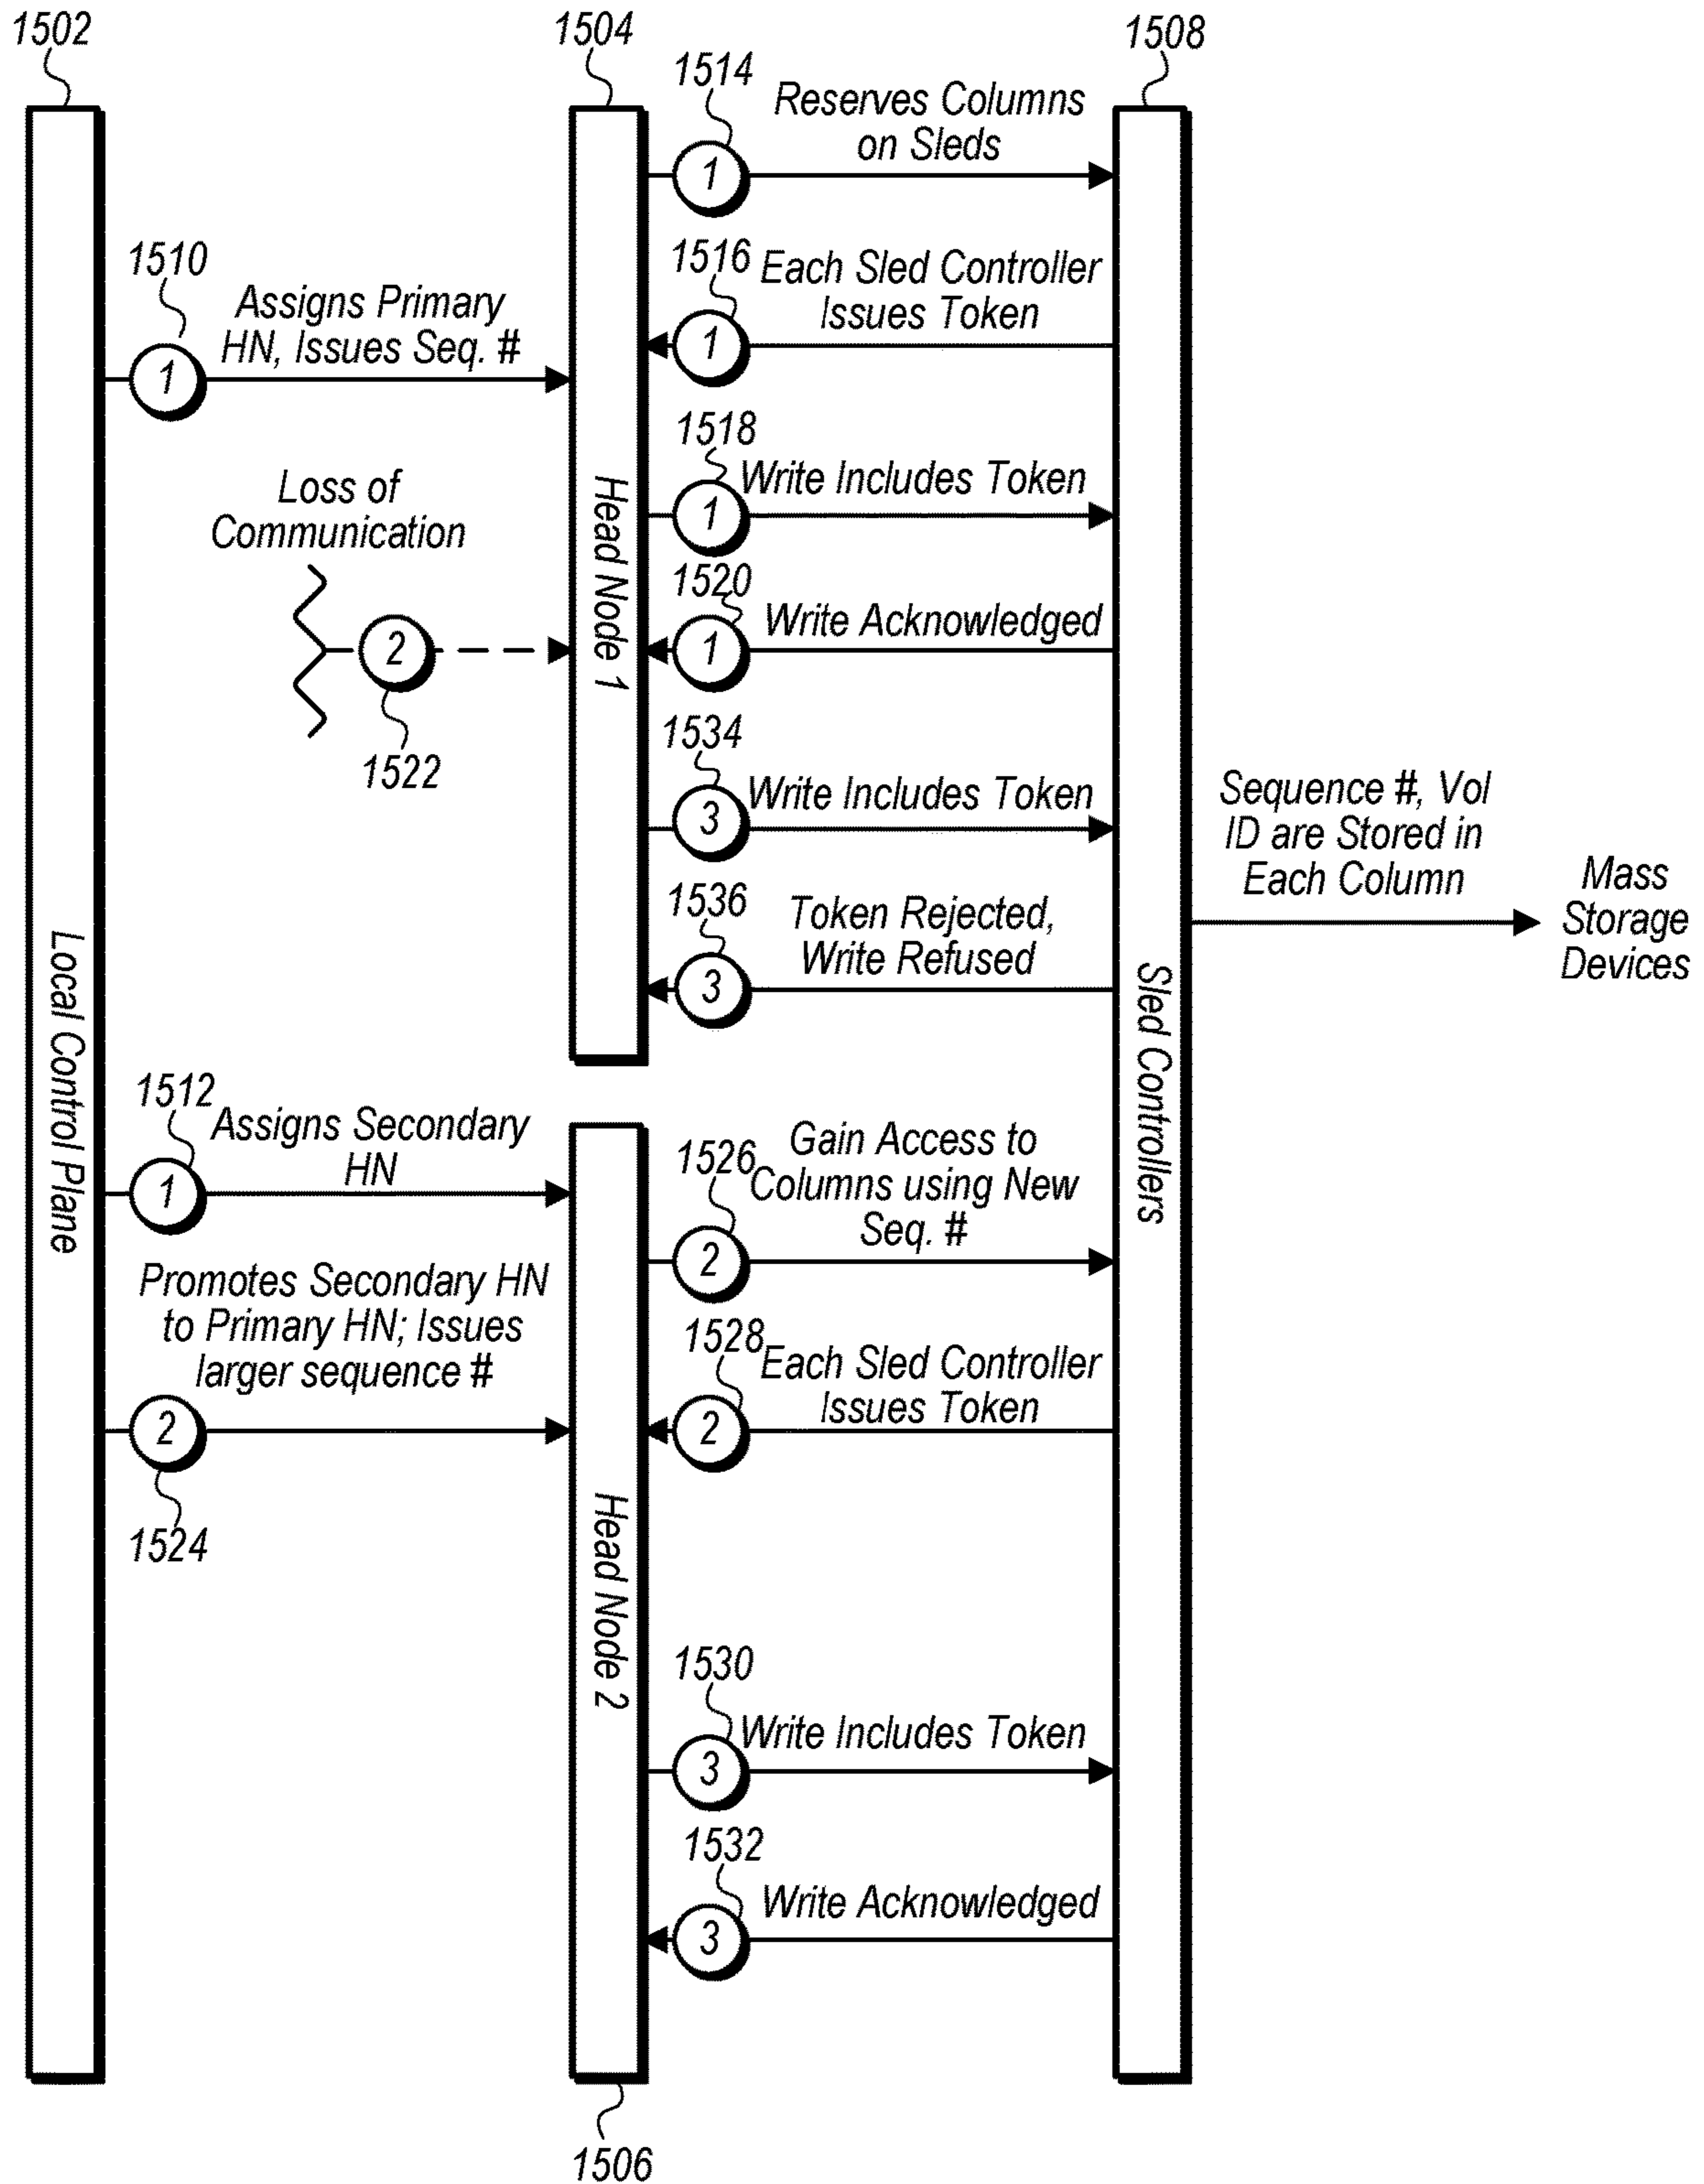 1502
1504
1508
1514
Reserves Columns
on Sleds
1
1510
Assigns Primary
HN, Issues Seq. #
1
1516
Each Sled Controller
Issues Token
1
1518
Write Includes Token
1
Loss of
Communication
2
1522
1520
Write Acknowledged
1
Head Node 1
1534
Write Includes Token
3
1536
Token Rejected,
Write Refused
3
Sequence #, Vol
ID are Stored in
Each Column
Mass
Storage
Devices
Local Control Plane
Sled Controllers
1512
Assigns Secondary
HN
1
1526
Gain Access to
Columns using New
Seq. #
2
Promotes Secondary HN
to Primary HN; Issues
larger sequence #
2
1524
1528
Each Sled Controller
Issues Token
2
Head Node 2
1530
Write Includes Token
3
1532
Write Acknowledged
3
1506